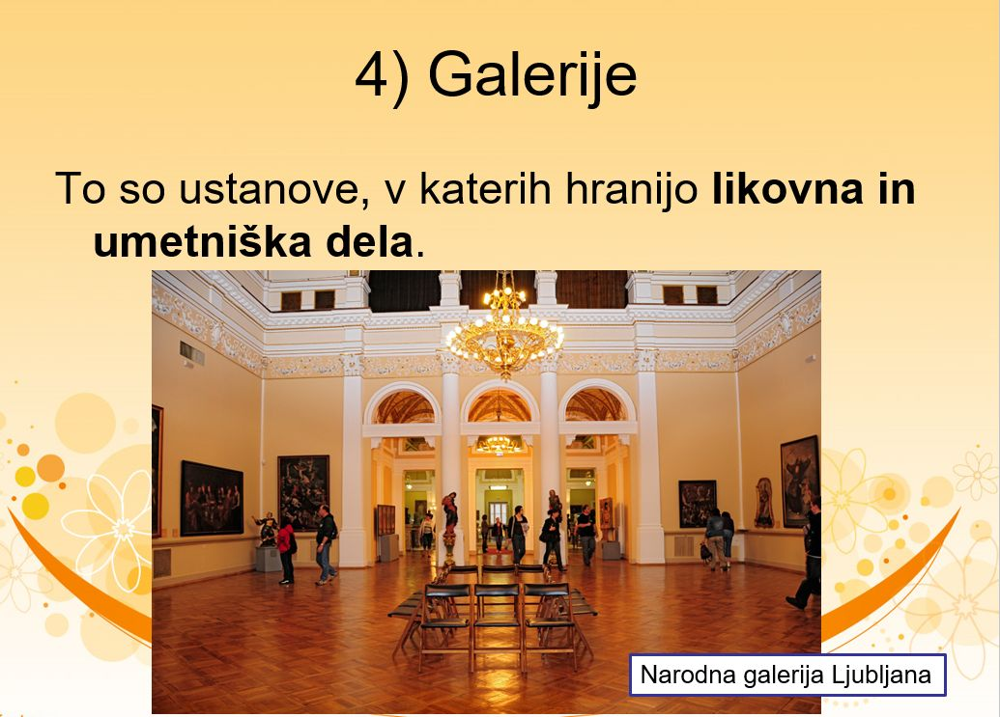 4) Galerije
To so ustanove, v katerih hranijo likovna in
umetniška dela.
Narodna galerija Ljubljana